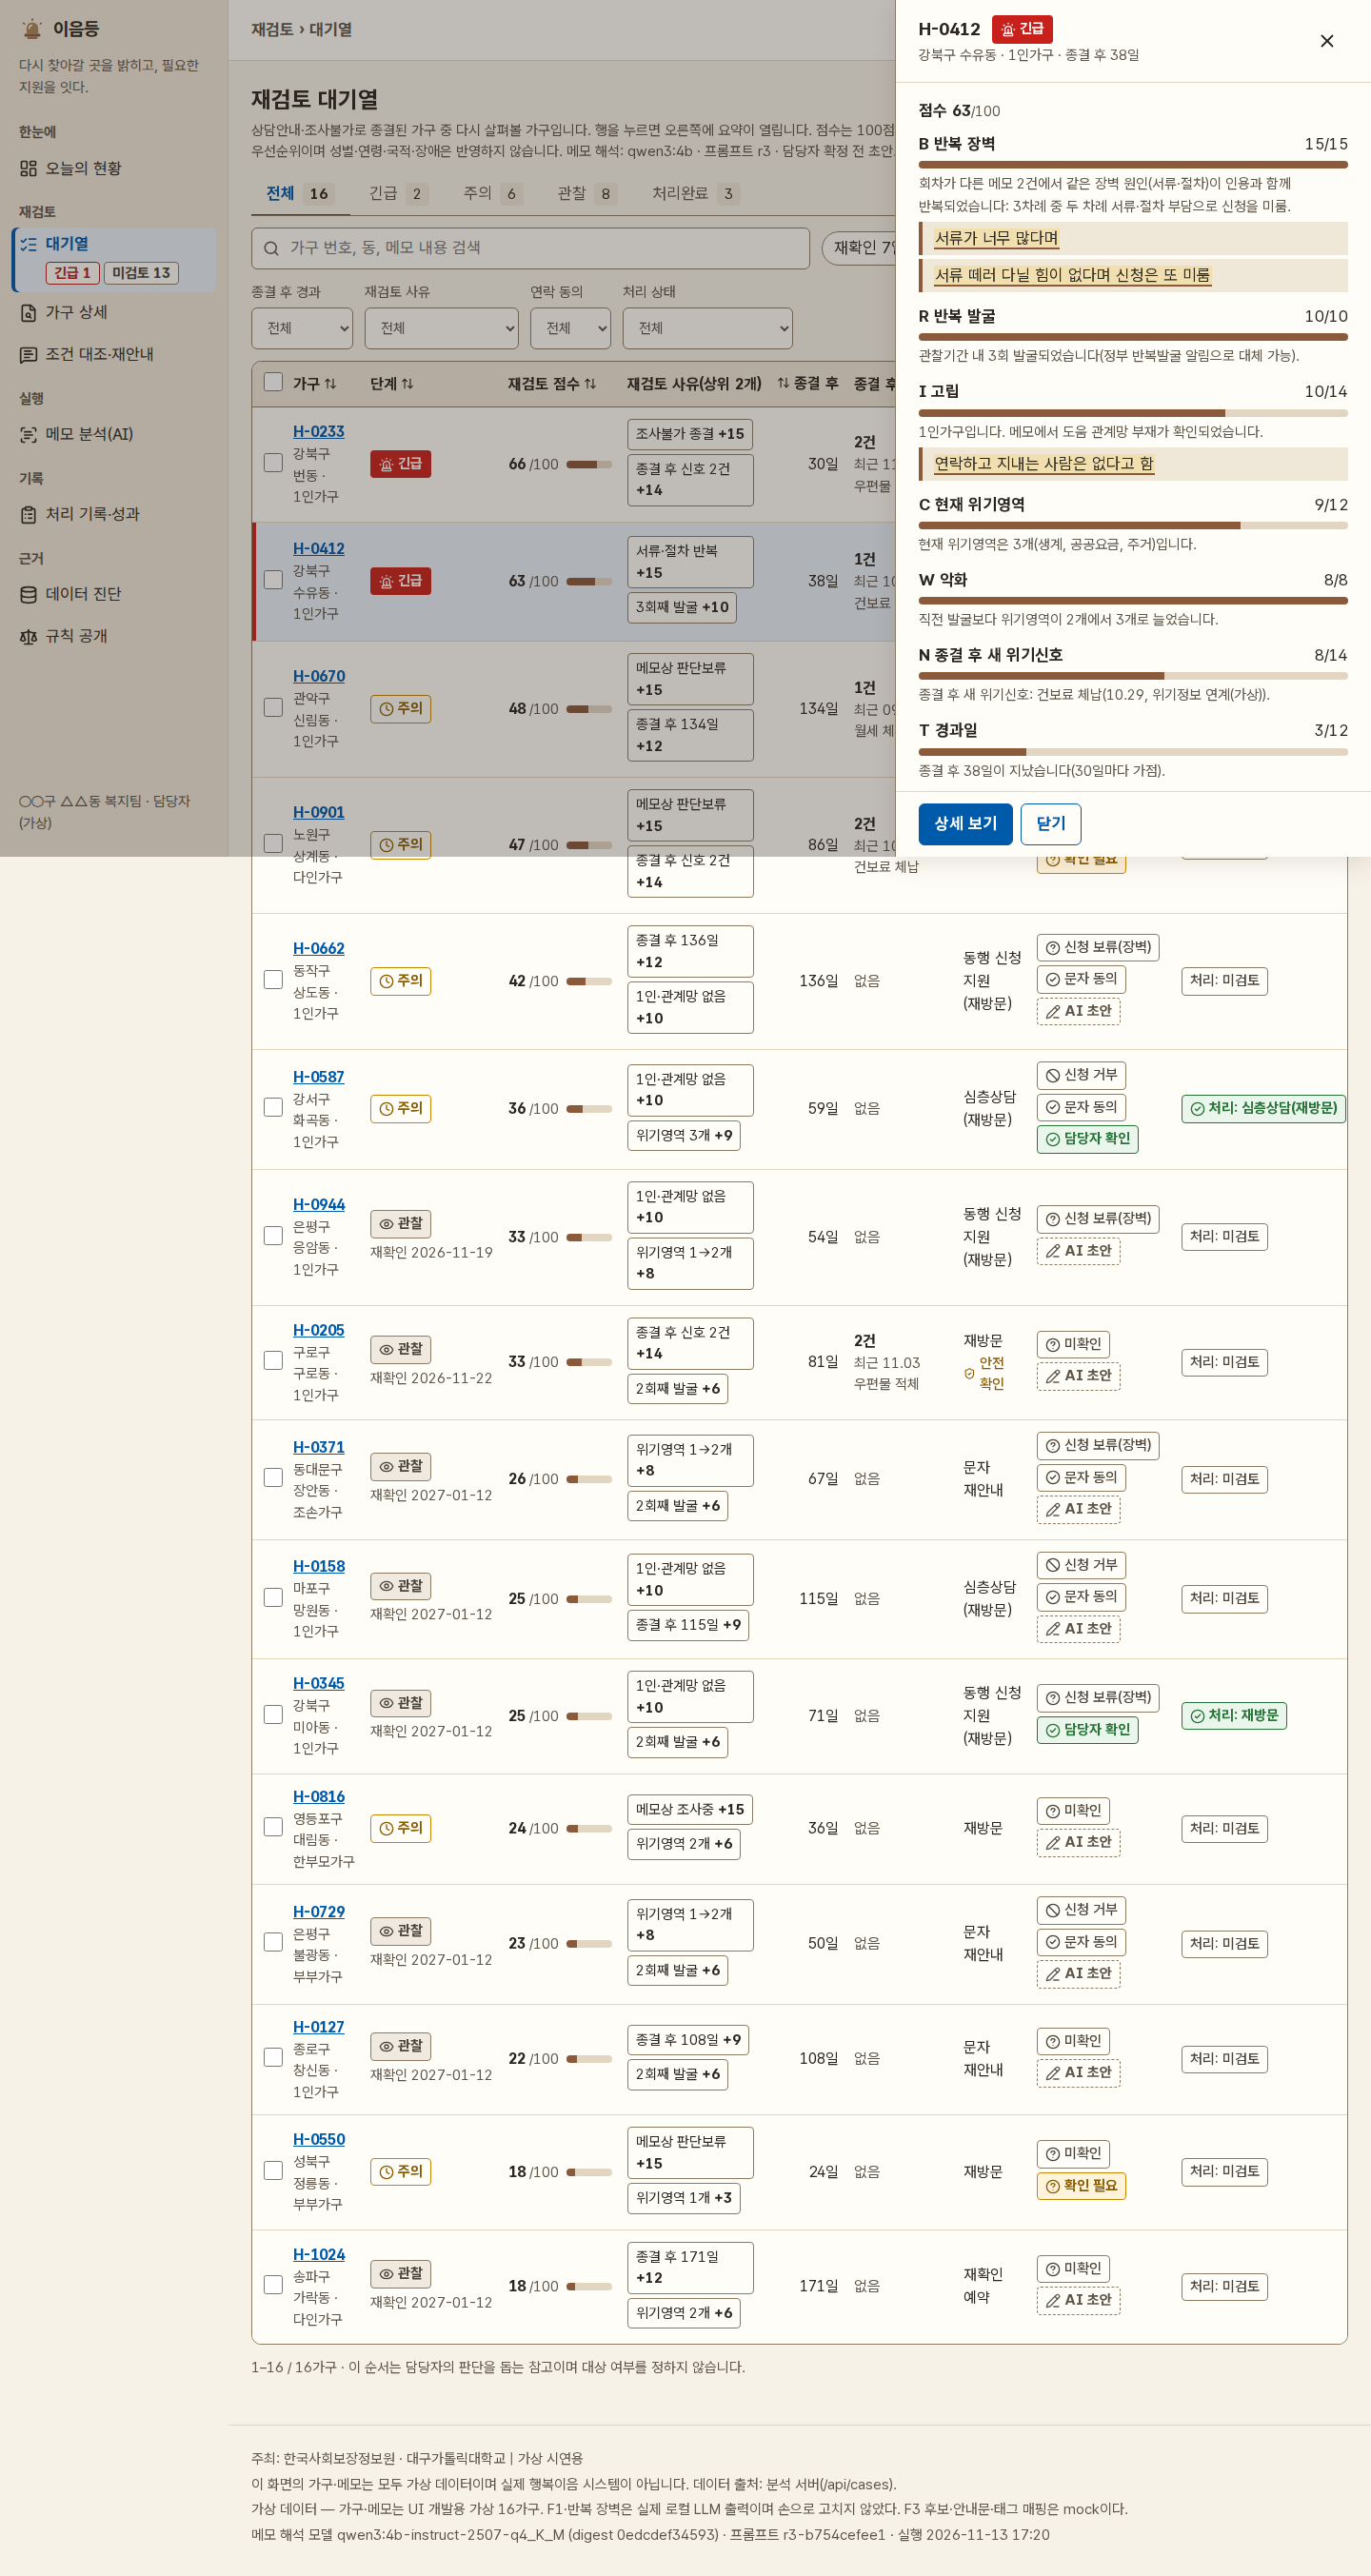 이음등
다시 찾아갈 곳을 밝히고, 필요한
지원을 잇다.
한눈에
오늘의 현황
재검토
대기열
긴급 1 미검토 13
가구 상세
조건 대조·재안내
실행
메모 분석(AI)
기록
처리 기록·성과
근거
데이터 진단
규칙 공개
○○구 △△동 복지팀 · 담당자
(가상)
재검토 › 대기열
재검토 대기열
상담안내·조사불가로 종결된 가구 중 다시 살펴볼 가구입니다. 행을 누르면 오른쪽에 요약이 열립니다. 점수는 100점
우선순위이며 성별·연령·국적·장애은 반영하지 않습니다. 메모 해석: qwen3:4b · 프롬프트 r3 · 담당자 확정 전 초안.
전체 16 긴급 2 주의 6 관찰 8 처리완료 3
가구 번호, 동, 메모 내용 검색
재확인 7일
종결 후 경과 재검토 사유 연락 동의 처리 상태
전체 전체 전체 전체
가구 ⇅ 단계 ⇅ 재검토 점수 ⇅ 재검토 사유(상위 2개) ⇅ 종결 후 종결 후
H-0233
강북구
번동 ·
1인가구
긴급
66 /100
조사불가 종결 +15
종결 후 신호 2건
+14
30일
2건
최근 11
우편물
H-0412
강북구
수유동 ·
1인가구
긴급
63 /100
서류·절차 반복
+15
3회째 발굴 +10
38일
1건
최근 10
건보료
H-0670
관악구
신림동 ·
1인가구
주의
48 /100
메모상 판단보류
+15
종결 후 134일
+12
134일
1건
최근 09
월세 체
H-0901
노원구
상계동 ·
다인가구
주의
47 /100
메모상 판단보류
+15
종결 후 신호 2건
+14
86일
2건
최근 10
건보료 체납
확인 필요
H-0662
동작구
상도동 ·
1인가구
주의
42 /100
종결 후 136일
+12
1인·관계망 없음
+10
136일
없음
동행 신청
지원
(재방문)
신청 보류(장벽)
문자 동의
AI 초안
처리: 미검토
H-0587
강서구
화곡동 ·
1인가구
주의
36 /100
1인·관계망 없음
+10
위기영역 3개 +9
59일
없음
심층상담
(재방문)
신청 거부
문자 동의
담당자 확인
처리: 심층상담(재방문)
H-0944
은평구
응암동 ·
1인가구
관찰
재확인 2026-11-19
33 /100
1인·관계망 없음
+10
위기영역 1→2개
+8
54일
없음
동행 신청
지원
(재방문)
신청 보류(장벽)
AI 초안
처리: 미검토
H-0205
구로구
구로동 ·
1인가구
관찰
재확인 2026-11-22
33 /100
종결 후 신호 2건
+14
2회째 발굴 +6
81일
2건
최근 11.03
우편물 적체
재방문
안전
확인
미확인
AI 초안
처리: 미검토
H-0371
동대문구
장안동 ·
조손가구
관찰
재확인 2027-01-12
26 /100
위기영역 1→2개
+8
2회째 발굴 +6
67일
없음
문자
재안내
신청 보류(장벽)
문자 동의
AI 초안
처리: 미검토
H-0158
마포구
망원동 ·
1인가구
관찰
재확인 2027-01-12
25 /100
1인·관계망 없음
+10
종결 후 115일 +9
115일
없음
심층상담
(재방문)
신청 거부
문자 동의
AI 초안
처리: 미검토
H-0345
강북구
미아동 ·
1인가구
관찰
재확인 2027-01-12
25 /100
1인·관계망 없음
+10
2회째 발굴 +6
71일
없음
동행 신청
지원
(재방문)
신청 보류(장벽)
담당자 확인
처리: 재방문
H-0816
영등포구
대림동 ·
한부모가구
주의
24 /100
메모상 조사중 +15
위기영역 2개 +6
36일
없음
재방문
미확인
AI 초안
처리: 미검토
H-0729
은평구
불광동 ·
부부가구
관찰
재확인 2027-01-12
23 /100
위기영역 1→2개
+8
2회째 발굴 +6
50일
없음
문자
재안내
신청 거부
문자 동의
AI 초안
처리: 미검토
H-0127
종로구
창신동 ·
1인가구
관찰
재확인 2027-01-12
22 /100
종결 후 108일 +9
2회째 발굴 +6
108일
없음
문자
재안내
미확인
AI 초안
처리: 미검토
H-0550
성북구
정릉동 ·
부부가구
주의
18 /100
메모상 판단보류
+15
위기영역 1개 +3
24일
없음
재방문
미확인
확인 필요
처리: 미검토
H-1024
송파구
가락동 ·
다인가구
관찰
재확인 2027-01-12
18 /100
종결 후 171일
+12
위기영역 2개 +6
171일
없음
재확인
예약
미확인
AI 초안
처리: 미검토
1–16 / 16가구 · 이 순서는 담당자의 판단을 돕는 참고이며 대상 여부를 정하지 않습니다.
주최: 한국사회보장정보원 · 대구가톨릭대학교 | 가상 시연용
이 화면의 가구·메모는 모두 가상 데이터이며 실제 행복이음 시스템이 아닙니다. 데이터 출처: 분석 서버(/api/cases).
가상 데이터 — 가구·메모는 UI 개발용 가상 16가구. F1·반복 장벽은 실제 로컬 LLM 출력이며 손으로 고치지 않았다. F3 후보·안내문·태그 매핑은 mock이다.
메모 해석 모델 qwen3:4b-instruct-2507-q4_K_M (digest 0edcdef34593) · 프롬프트 r3-b754cefee1 · 실행 2026-11-13 17:20
H-0412 긴급
강북구 수유동 · 1인가구 · 종결 후 38일
점수 63/100
B 반복 장벽 15/15
회차가 다른 메모 2건에서 같은 장벽 원인(서류·절차)이 인용과 함께
반복되었습니다: 3차례 중 두 차례 서류·절차 부담으로 신청을 미룸.
서류가 너무 많다며
서류 떼러 다닐 힘이 없다며 신청은 또 미룸
R 반복 발굴 10/10
관찰기간 내 3회 발굴되었습니다(정부 반복발굴 알림으로 대체 가능).
I 고립 10/14
1인가구입니다. 메모에서 도움 관계망 부재가 확인되었습니다.
연락하고 지내는 사람은 없다고 함
C 현재 위기영역 9/12
현재 위기영역은 3개(생계, 공공요금, 주거)입니다.
W 악화 8/8
직전 발굴보다 위기영역이 2개에서 3개로 늘었습니다.
N 종결 후 새 위기신호 8/14
종결 후 새 위기신호: 건보료 체납(10.29, 위기정보 연계(가상)).
T 경과일 3/12
종결 후 38일이 지났습니다(30일마다 가점).
상세 보기 닫기